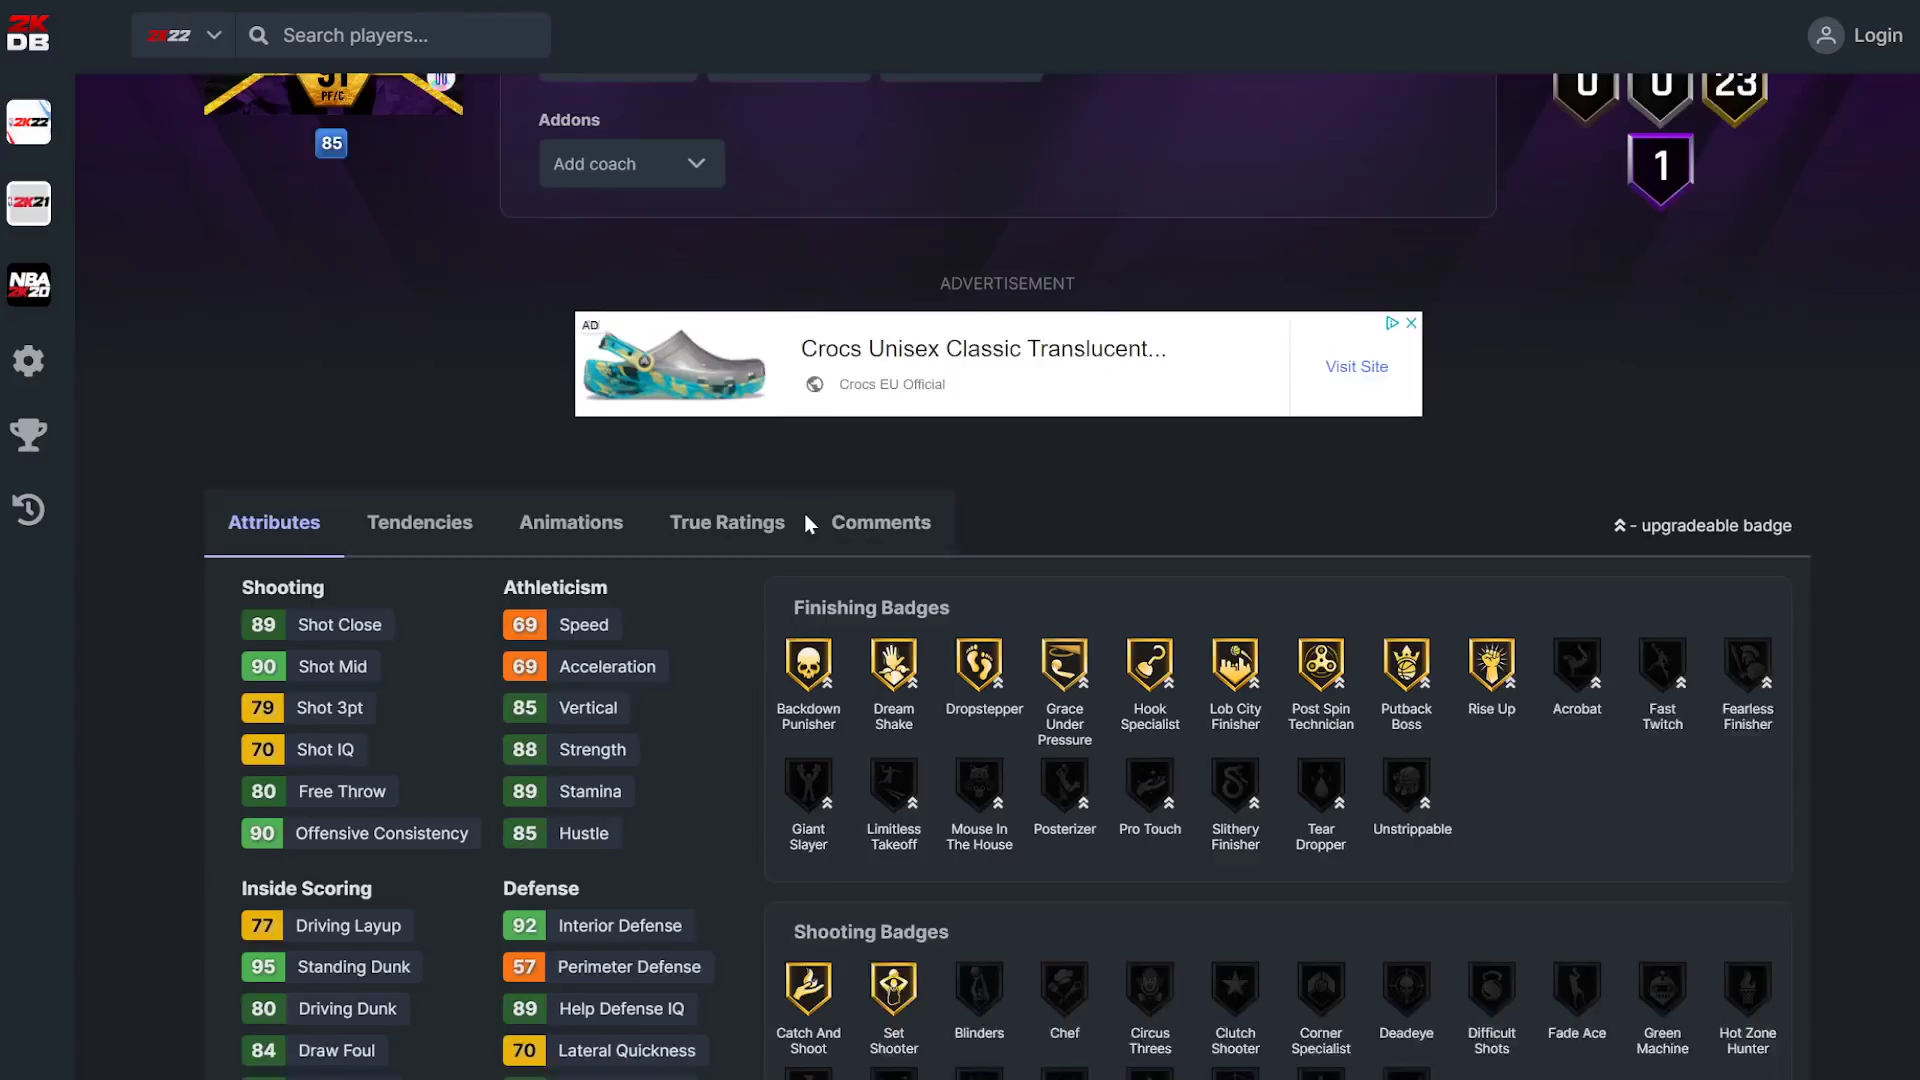 2K
DB
2K22
Search players...
Login
2K22
2K21
NBA
2K20
91
PF/C
85
Addons
Add coach
0
0
23
1
ADVERTISEMENT
AD
Crocs Unisex Classic Translucent...
Crocs EU Official
Visit Site
Attributes
Tendencies
Animations
True Ratings
Comments
- upgradeable badge
Shooting
89 Shot Close
90 Shot Mid
79 Shot 3pt
70 Shot IQ
80 Free Throw
90 Offensive Consistency
Inside Scoring
77 Driving Layup
95 Standing Dunk
80 Driving Dunk
84 Draw Foul
Athleticism
69 Speed
69 Acceleration
85 Vertical
88 Strength
89 Stamina
85 Hustle
Defense
92 Interior Defense
57 Perimeter Defense
89 Help Defense IQ
70 Lateral Quickness
Finishing Badges
Backdown
Punisher
Dream
Shake
Dropstepper
Grace
Under
Pressure
Hook
Specialist
Lob City
Finisher
Post Spin
Technician
Putback
Boss
Rise Up
Acrobat
Fast
Twitch
Fearless
Finisher
Giant
Slayer
Limitless
Takeoff
Mouse In
The House
Posterizer
Pro Touch
Slithery
Finisher
Tear
Dropper
Unstrippable
Shooting Badges
Catch And
Shoot
Set
Shooter
Blinders
Chef
Circus
Threes
Clutch
Shooter
Corner
Specialist
Deadeye
Difficult
Shots
Fade Ace
Green
Machine
Hot Zone
Hunter